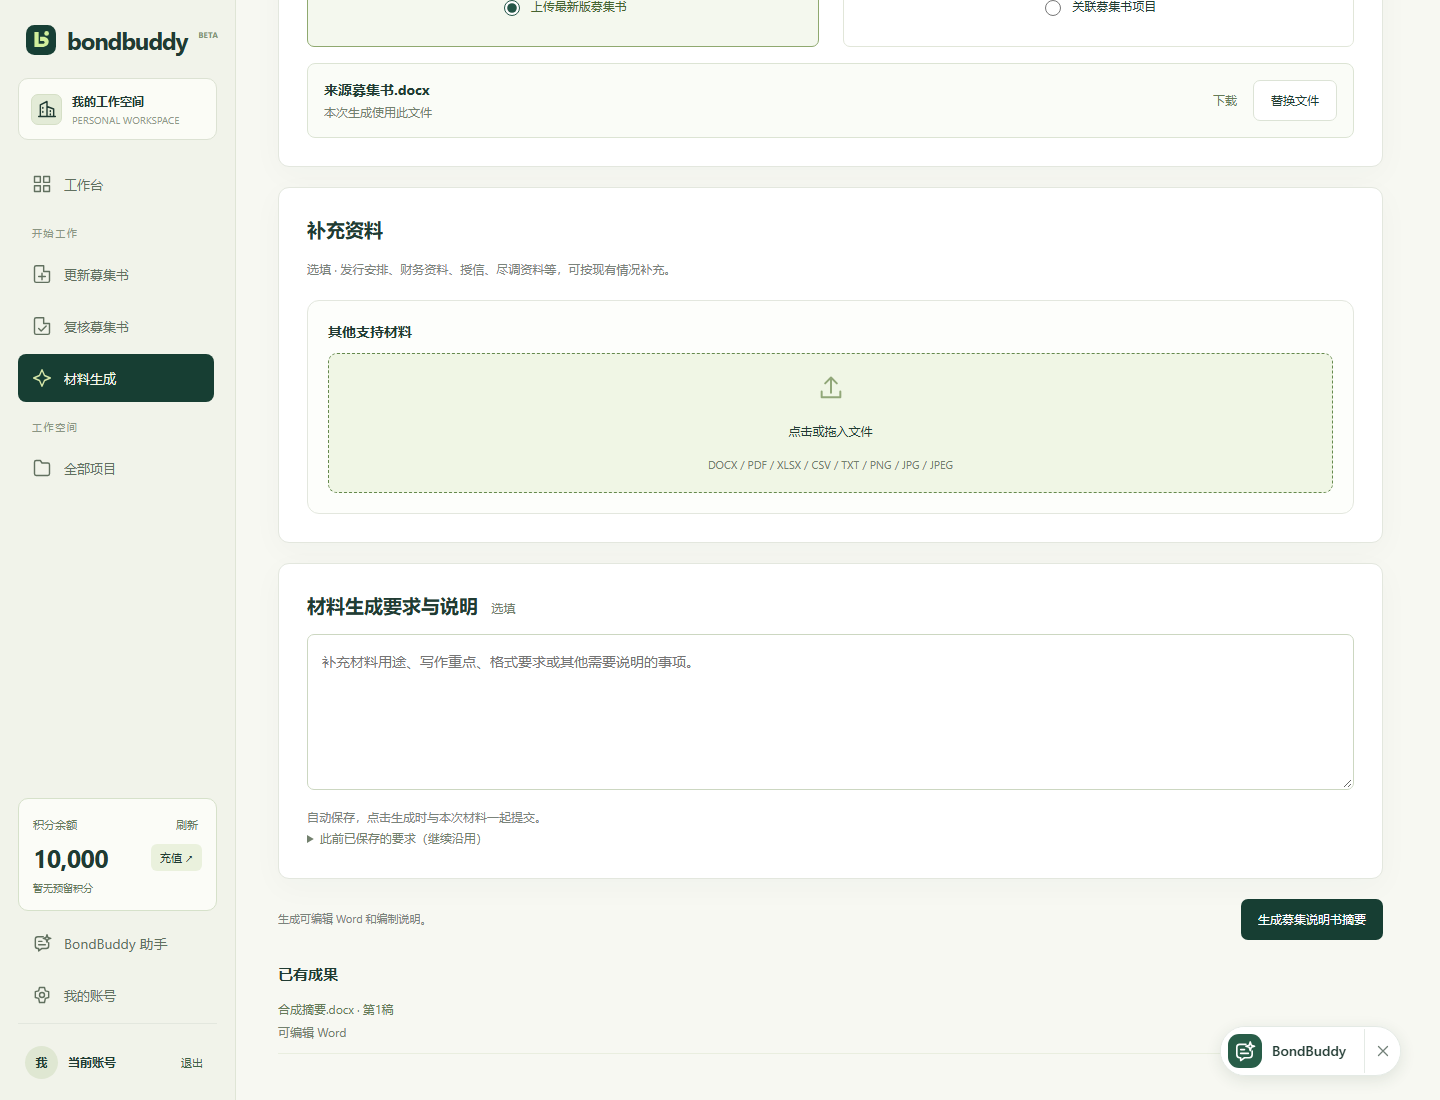 bondbuddy BETA
我的工作空间
PERSONAL WORKSPACE
工作台
开始工作
更新募集书
复核募集书
材料生成
工作空间
全部项目
积分余额 刷新
10,000 充值 ↗
暂无预留积分
BondBuddy 助手
我的账号
我 当前账号 退出
上传最新版募集书 关联募集书项目
来源募集书.docx
本次生成使用此文件
下载 替换文件
补充资料
选填 · 发行安排、财务资料、授信、尽调资料等，可按现有情况补充。
其他支持材料
点击或拖入文件
DOCX / PDF / XLSX / CSV / TXT / PNG / JPG / JPEG
材料生成要求与说明 选填
补充材料用途、写作重点、格式要求或其他需要说明的事项。
自动保存，点击生成时与本次材料一起提交。
▶ 此前已保存的要求（继续沿用）
生成可编辑 Word 和编制说明。
生成募集说明书摘要
已有成果
合成摘要.docx · 第1稿
可编辑 Word
BondBuddy